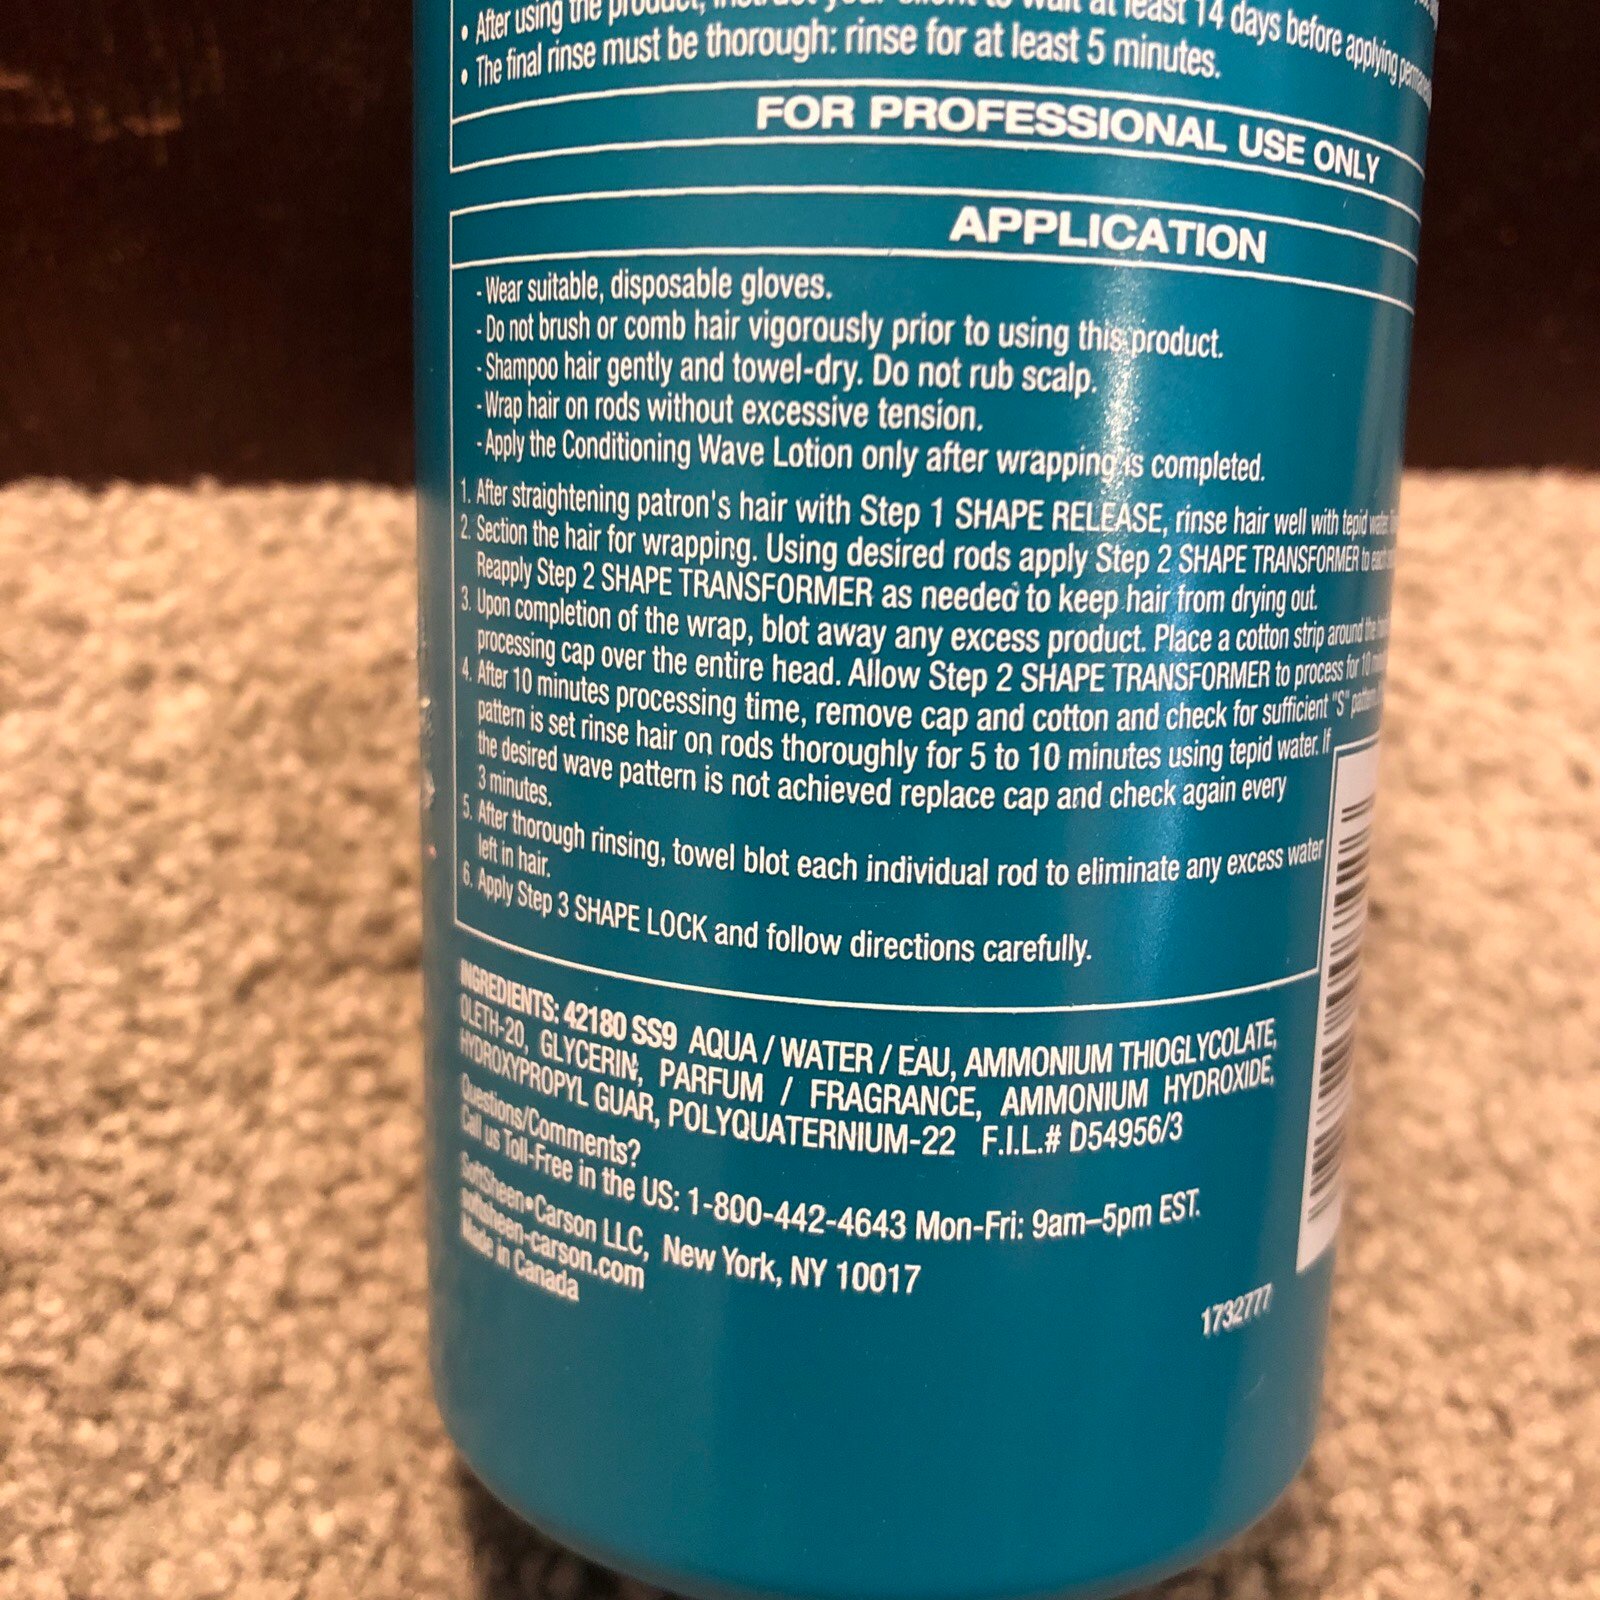 • After using the product, instruct your client to wait at least 14 days before applying
• The final rinse must be thorough: rinse for at least 5 minutes.
FOR PROFESSIONAL USE ONLY
APPLICATION
- Wear suitable, disposable gloves.
- Do not brush or comb hair vigorously prior to using this product.
- Shampoo hair gently and towel-dry. Do not rub scalp.
- Wrap hair on rods without excessive tension.
- Apply the Conditioning Wave Lotion only after wrapping is completed.
1. After straightening patron's hair with Step 1 SHAPE RELEASE, rinse hair well with tepid water.
2. Section the hair for wrapping. Using desired rods apply Step 2 SHAPE TRANSFORMER to each
Reapply Step 2 SHAPE TRANSFORMER as needed to keep hair from drying out.
3. Upon completion of the wrap, blot away any excess product. Place a cotton strip around the
processing cap over the entire head. Allow Step 2 SHAPE TRANSFORMER to process for 10
4. After 10 minutes processing time, remove cap and cotton and check for sufficient "S" pattern.
pattern is set rinse hair on rods thoroughly for 5 to 10 minutes using tepid water. If
the desired wave pattern is not achieved replace cap and check again every
3 minutes.
5. After thorough rinsing, towel blot each individual rod to eliminate any excess water
left in hair.
6. Apply Step 3 SHAPE LOCK and follow directions carefully.
INGREDIENTS: 42180 SS9 AQUA / WATER / EAU, AMMONIUM THIOGLYCOLATE,
OLETH-20, GLYCERIN, PARFUM / FRAGRANCE, AMMONIUM HYDROXIDE,
HYDROXYPROPYL GUAR, POLYQUATERNIUM-22 F.I.L.# D54956/3
Questions/Comments?
Call us Toll-Free in the US: 1-800-442-4643 Mon-Fri: 9am–5pm EST.
SoftSheen•Carson LLC, New York, NY 10017
softsheen-carson.com
Made in Canada
1732777